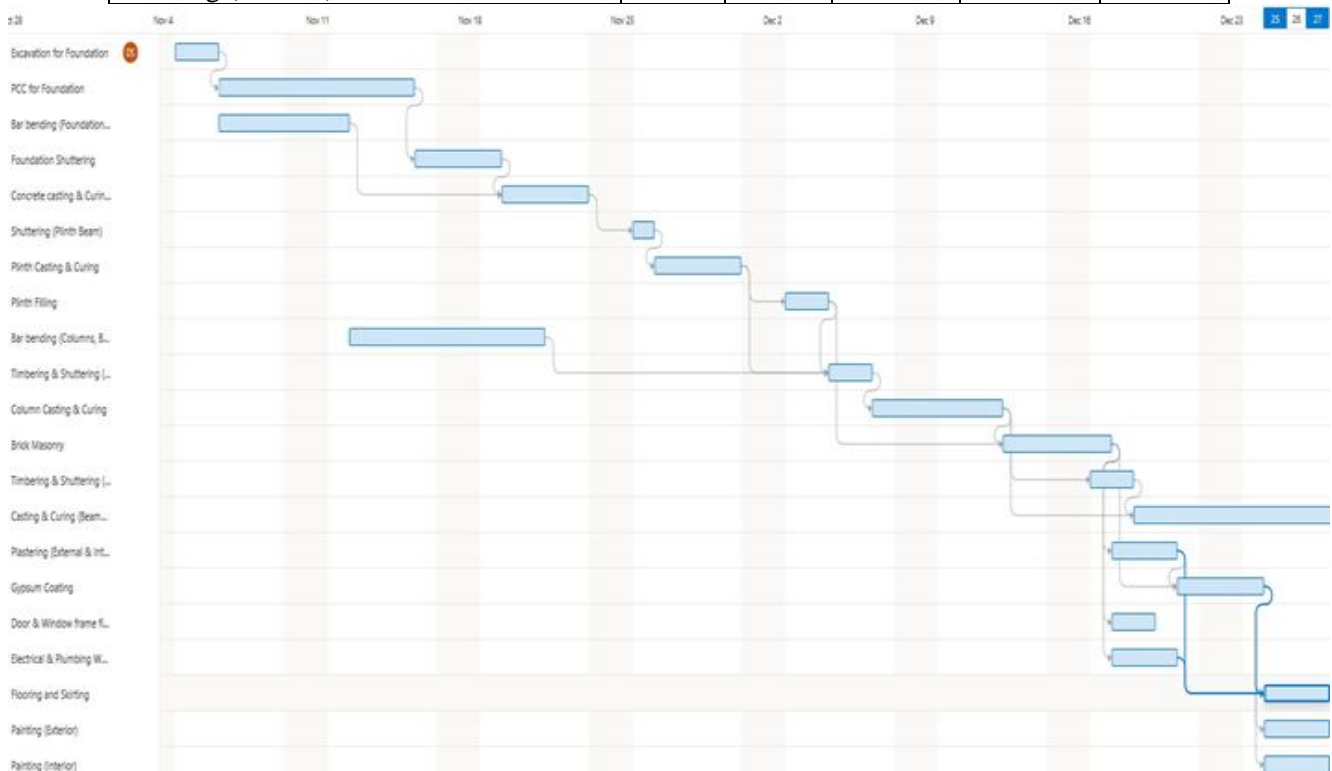 Nov 4
Nov 11
Nov 18
Nov 25
Dec 2
Dec 9
Dec 16
Dec 23
25
26
27
Excavation for Foundation
PCC for Foundation
Bar bending (Foundation...
Foundation Shuttering
Concrete casting & Curin...
Shuttering (Plinth Beam)
Plinth Casting & Curing
Plinth Filling
Bar bending (Columns, B...
Timbering & Shuttering (...
Column Casting & Curing
Brick Masonry
Timbering & Shuttering (...
Casting & Curing (Beam...
Plastering (External & Int...
Gypsum Coating
Door & Window frame fi...
Electrical & Plumbing W...
Flooring and Skirting
Painting (Exterior)
Painting (Interior)